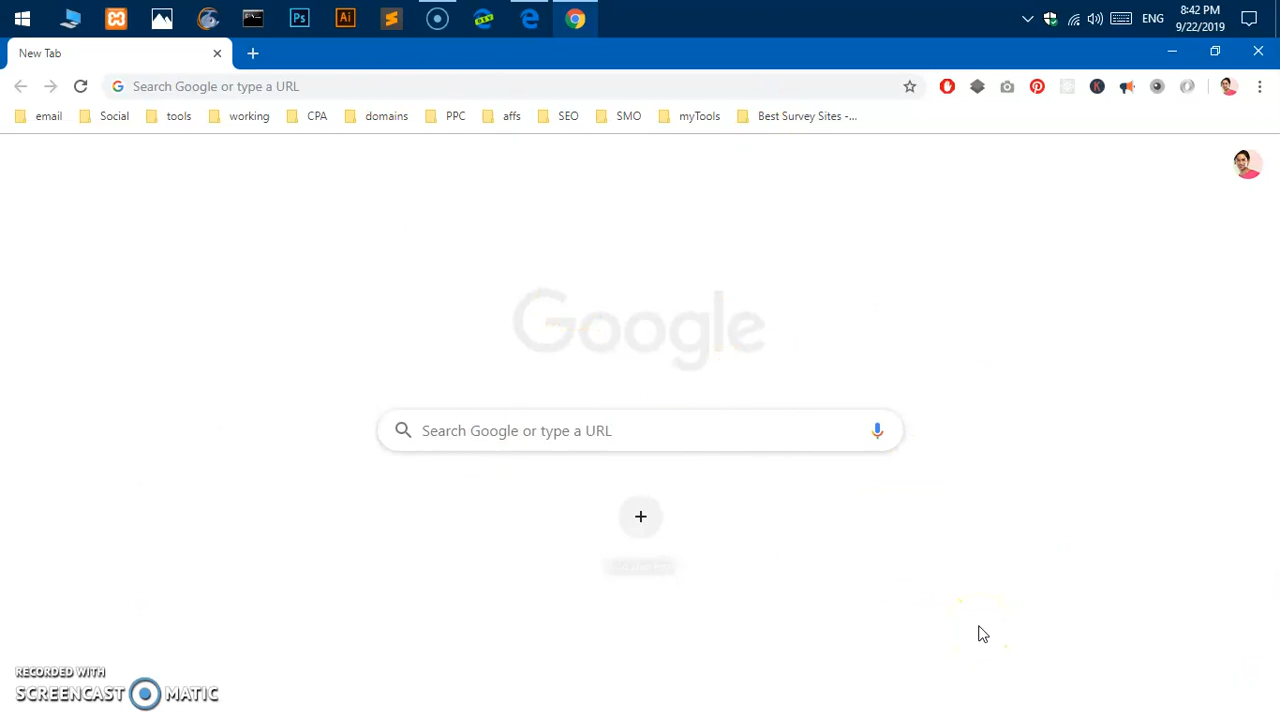 Ps
Ai
ENG
8:42 PM
9/22/2019
New Tab
Search Google or type a URL
email
Social
tools
working
CPA
domains
PPC
affs
SEO
SMO
myTools
Best Survey Sites -...
Google
Search Google or type a URL
RECORDED WITH
SCREENCAST MATIC